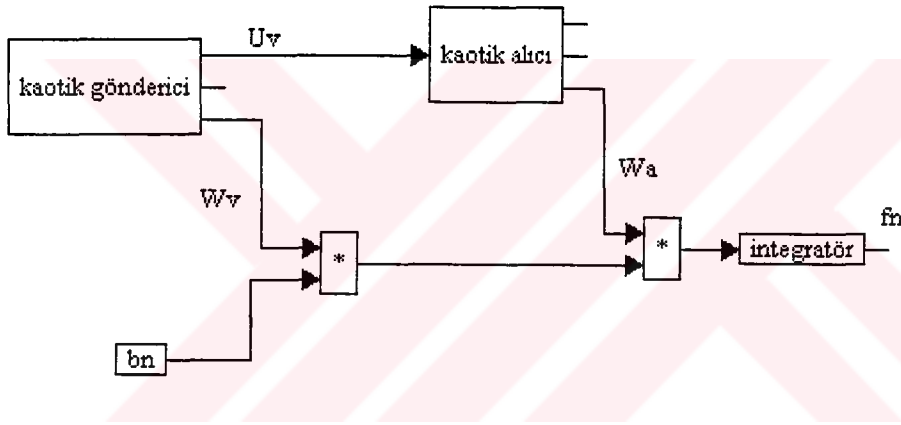 Uv
kaotik gönderici
kaotik alıcı
Wv
Wa
*
*
integratör
fn
bn